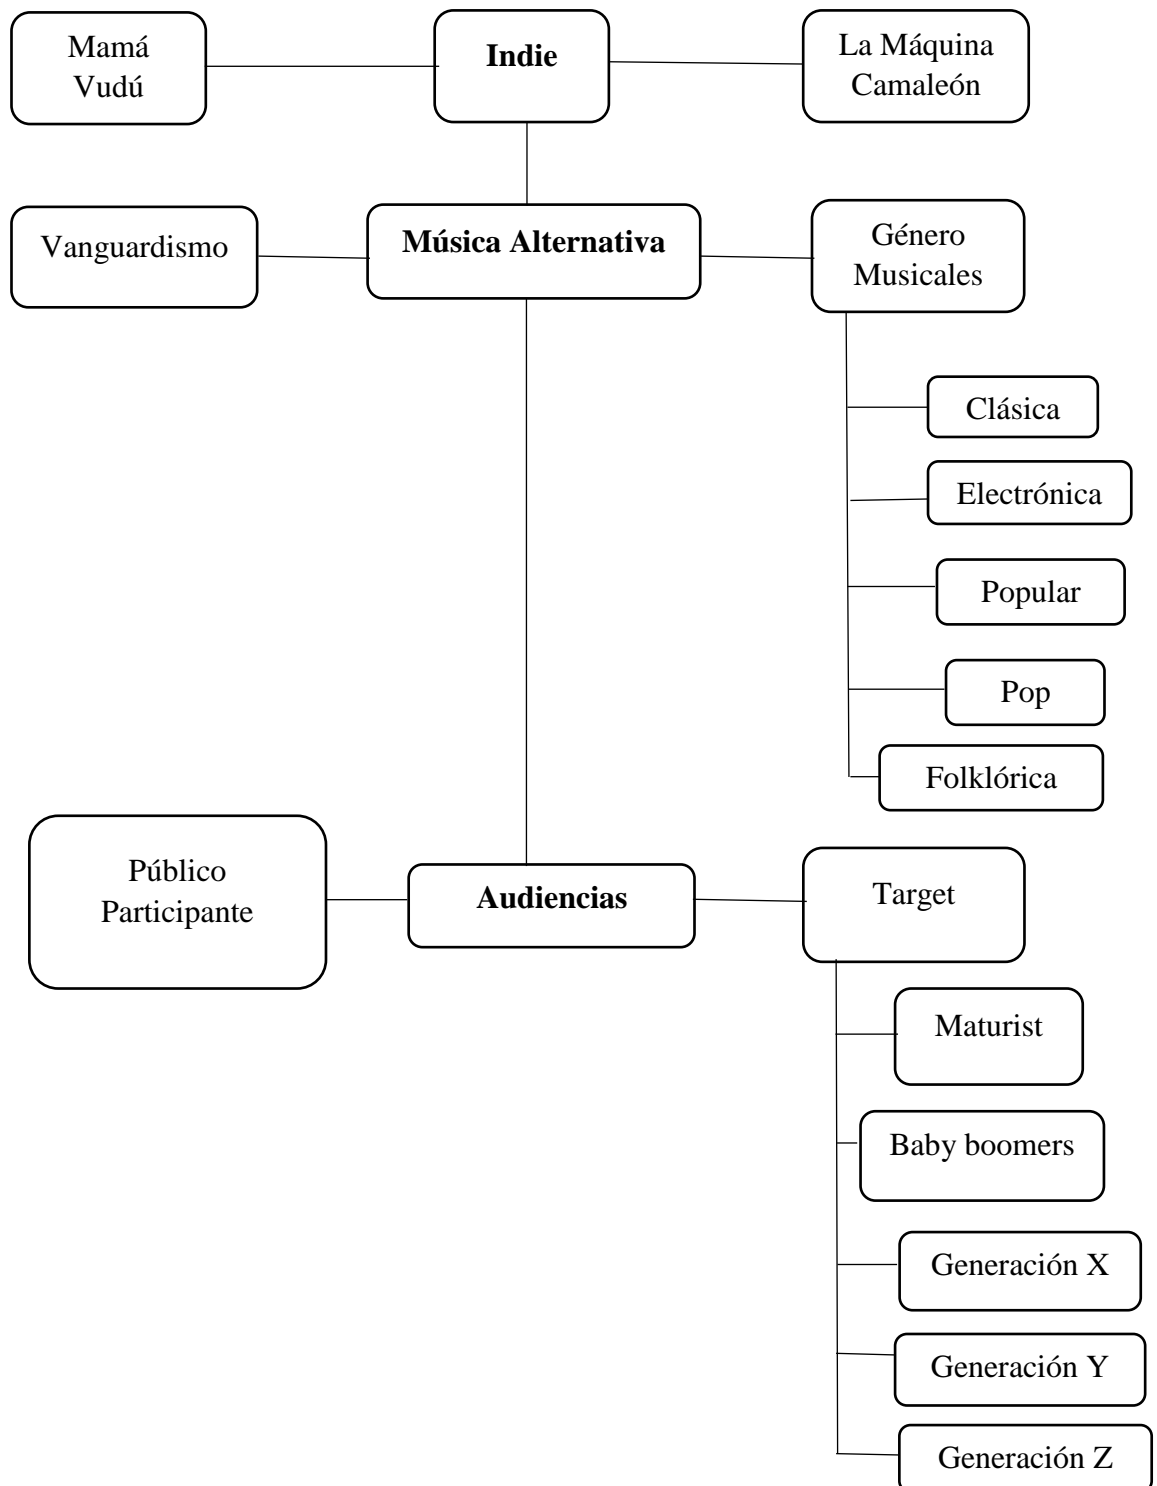 Mamá
Vudú
Indie
La Máquina
Camaleón
Vanguardismo
Música Alternativa
Género
Musicales
Clásica
Electrónica
Popular
Pop
Folklórica
Público
Participante
Audiencias
Target
Maturist
Baby boomers
Generación X
Generación Y
Generación Z